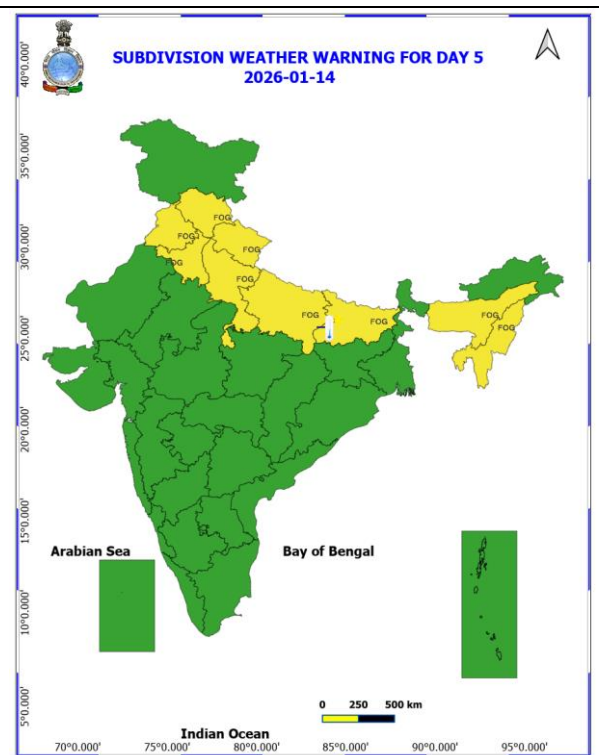 SUBDIVISION WEATHER WARNING FOR DAY 5
2026-01-14
40°0.000'
35°0.000'
30°0.000'
25°0.000'
20°0.000'
15°0.000'
10°0.000'
5°0.000'
FOG
FOG
FOG
FOG
FOG
FOG
FOG
FOG
FOG
Arabian Sea
Bay of Bengal
0 250 500 km
Indian Ocean
70°0.000' 75°0.000' 80°0.000' 85°0.000' 90°0.000' 95°0.000'